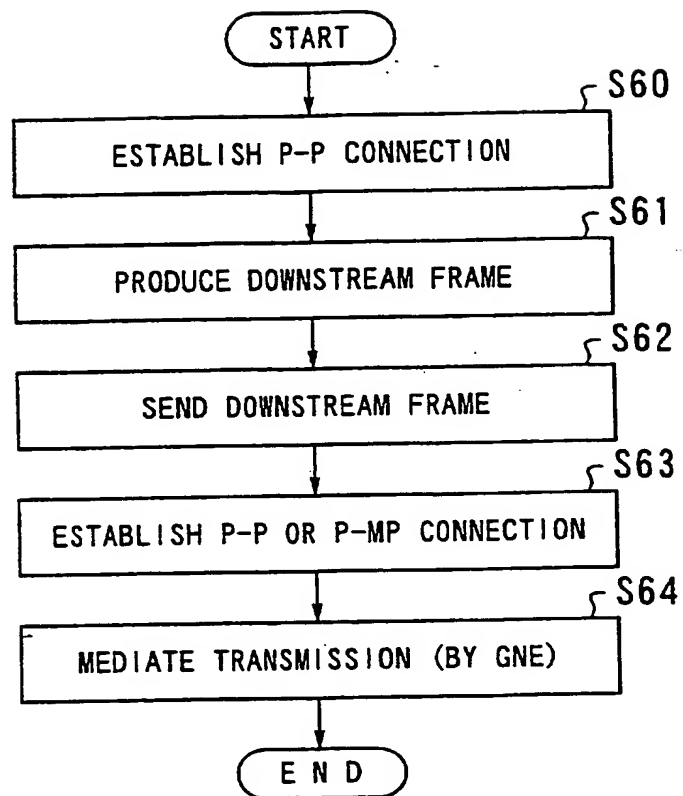 START
S60
ESTABLISH P-P CONNECTION
S61
PRODUCE DOWNSTREAM FRAME
S62
SEND DOWNSTREAM FRAME
S63
ESTABLISH P-P OR P-MP CONNECTION
S64
MEDIATE TRANSMISSION (BY GNE)
END